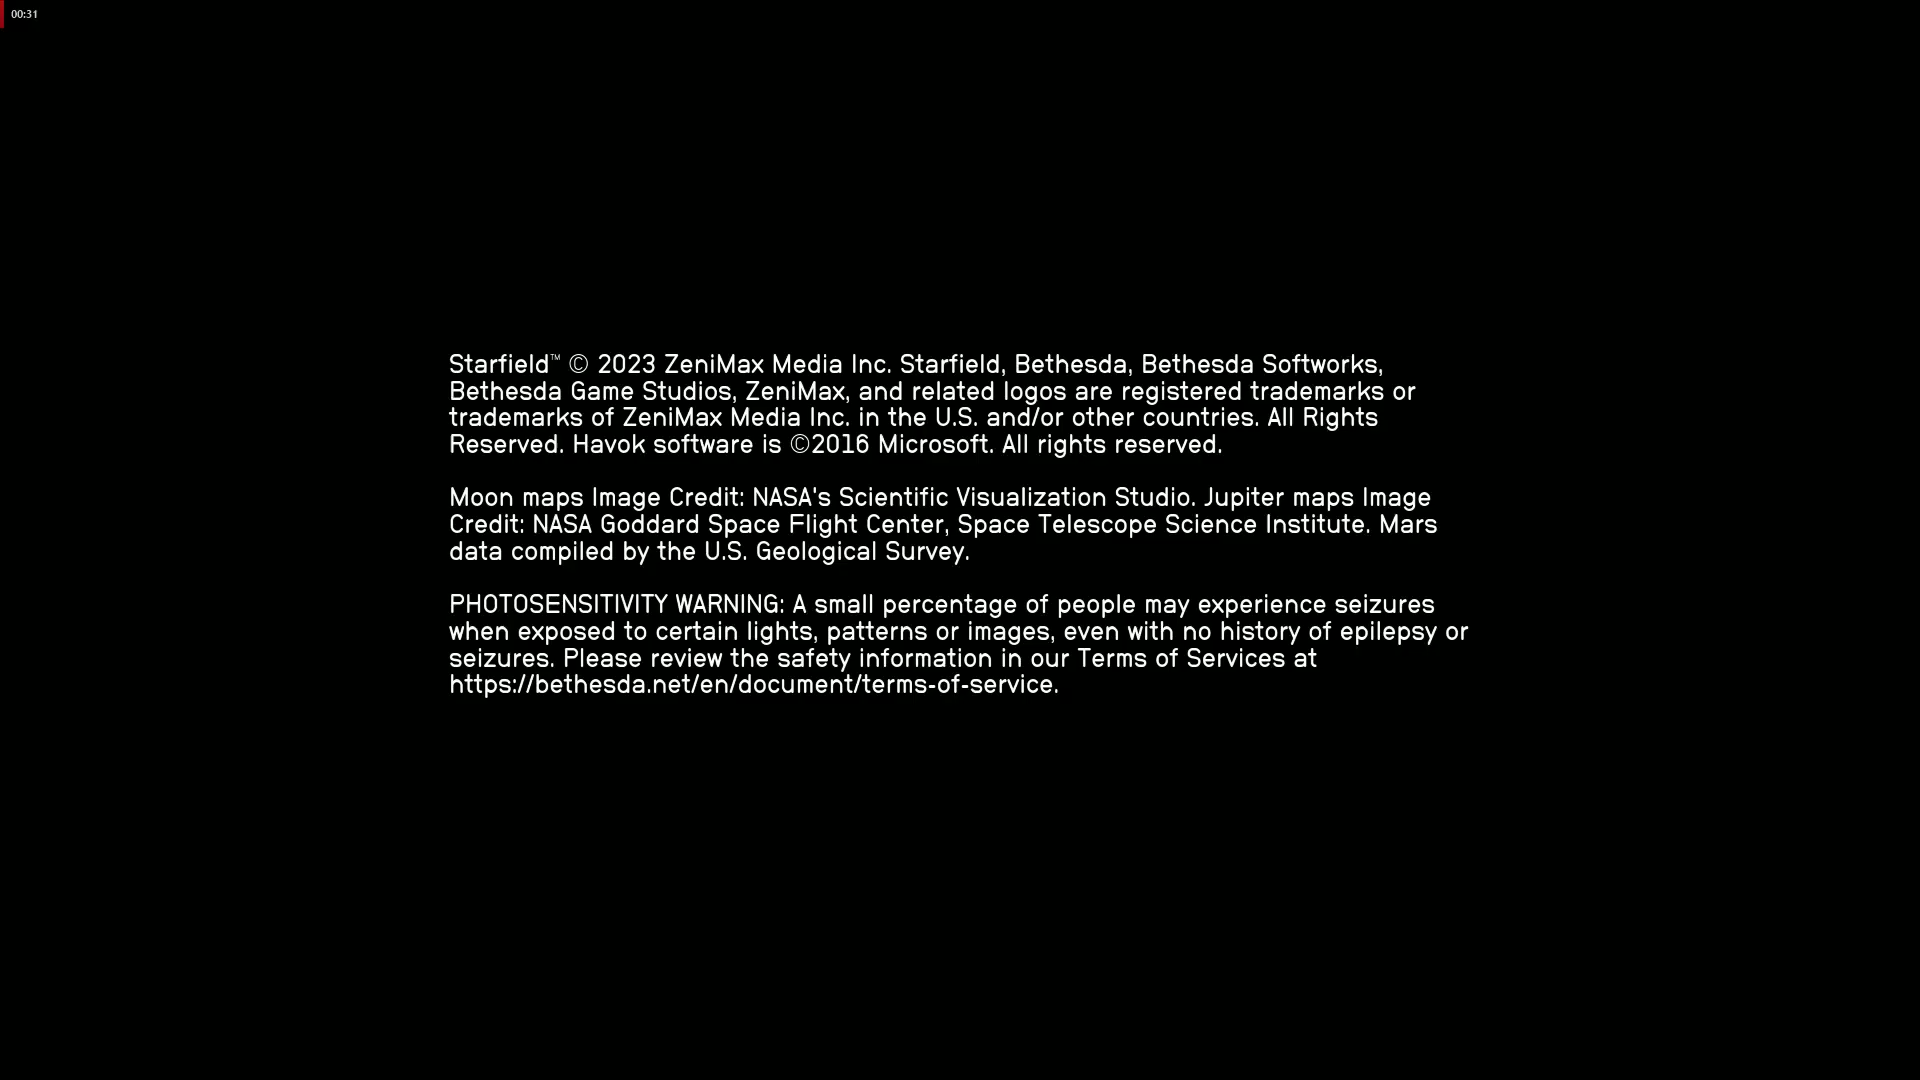 00:31
Starfield™ © 2023 ZeniMax Media Inc. Starfield, Bethesda, Bethesda Softworks,
Bethesda Game Studios, ZeniMax, and related logos are registered trademarks or
trademarks of ZeniMax Media Inc. in the U.S. and/or other countries. All Rights
Reserved. Havok software is ©2016 Microsoft. All rights reserved.
Moon maps Image Credit: NASA's Scientific Visualization Studio. Jupiter maps Image
Credit: NASA Goddard Space Flight Center, Space Telescope Science Institute. Mars
data compiled by the U.S. Geological Survey.
PHOTOSENSITIVITY WARNING: A small percentage of people may experience seizures
when exposed to certain lights, patterns or images, even with no history of epilepsy or
seizures. Please review the safety information in our Terms of Services at
https://bethesda.net/en/document/terms-of-service.